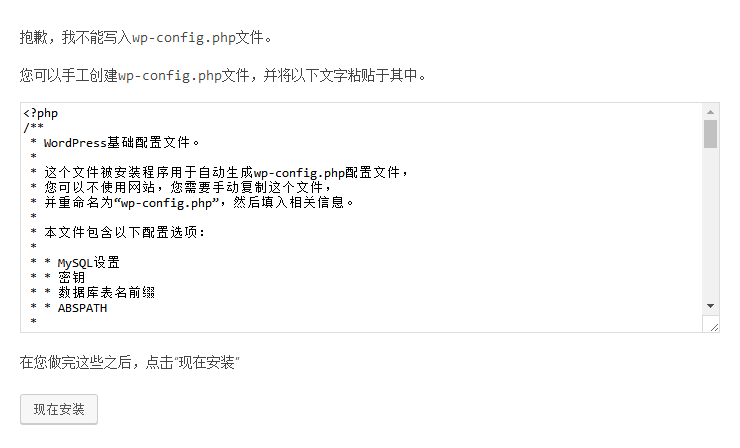 抱歉，我不能写入wp-config.php文件。
您可以手工创建wp-config.php文件，并将以下文字粘贴于其中。
<?php
/**
 * WordPress基础配置文件。
 *
 * 这个文件被安装程序用于自动生成wp-config.php配置文件，
 * 您可以不使用网站，您需要手动复制这个文件，
 * 并重命名为“wp-config.php”，然后填入相关信息。
 *
 * 本文件包含以下配置选项：
 *
 * * MySQL设置
 * * 密钥
 * * 数据库表名前缀
 * * ABSPATH
 *
在您做完这些之后，点击“现在安装”
现在安装